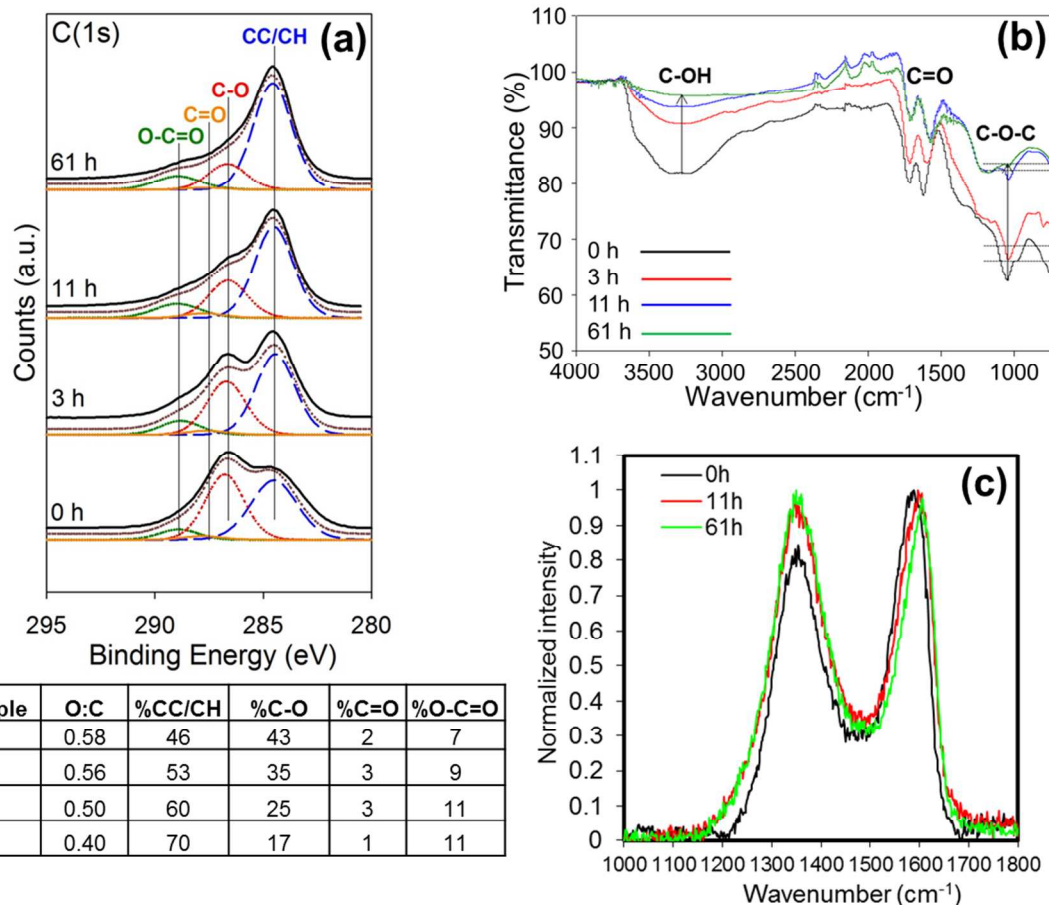 C(1s)
(a)
CC/CH
C-O
C=O
O-C=O
61 h
11 h
3 h
0 h
Counts (a.u.)
295 290 285 280
Binding Energy (eV)
(b)
110
100
90
80
70
60
50
Transmittance (%)
C-OH
C=O
C-O-C
0 h
3 h
11 h
61 h
4000 3500 3000 2500 2000 1500 1000
Wavenumber (cm-1)
(c)
1.1
1
0.9
0.8
0.7
0.6
0.5
0.4
0.3
0.2
0.1
0
Normalized intensity
0h
11h
61h
1000 1100 1200 1300 1400 1500 1600 1700 1800
Wavenumber (cm-1)
ple O:C %CC/CH %C-O %C=O %O-C=O
0.58 46 43 2 7
0.56 53 35 3 9
0.50 60 25 3 11
0.40 70 17 1 11